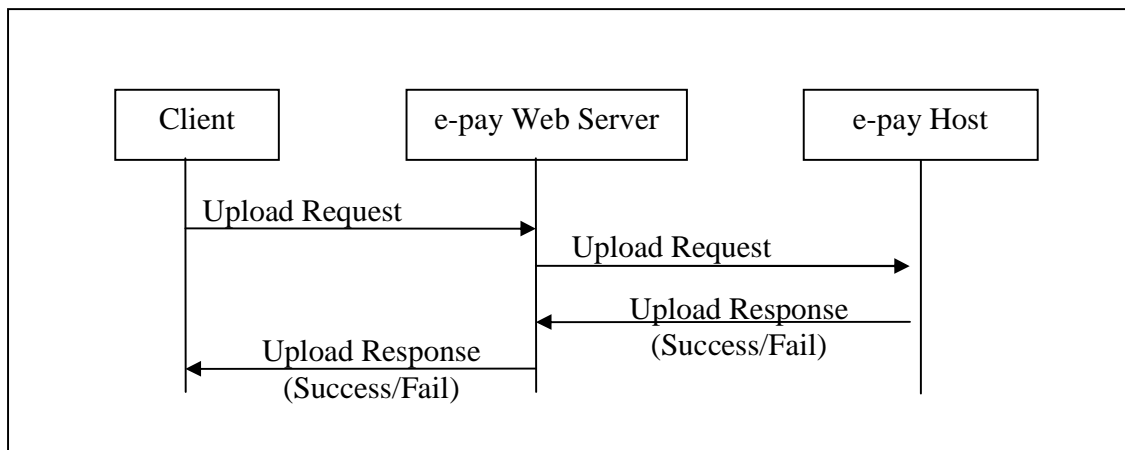 Client
e-pay Web Server
e-pay Host
Upload Request
Upload Request
Upload Response
(Success/Fail)
Upload Response
(Success/Fail)